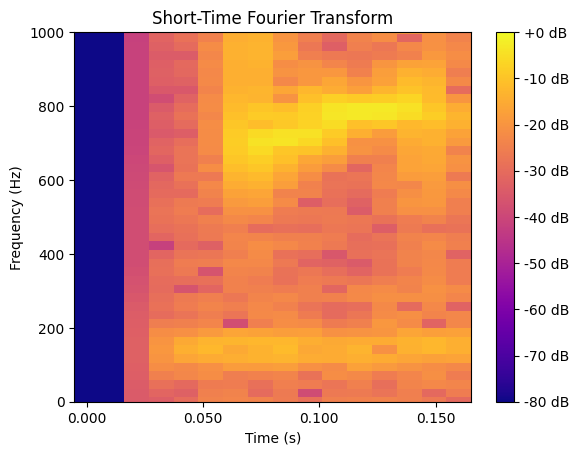 Short-Time Fourier Transform
1000
800
600
400
200
0
Frequency (Hz)
0.000
0.050
0.100
0.150
Time (s)
+0 dB
-10 dB
-20 dB
-30 dB
-40 dB
-50 dB
-60 dB
-70 dB
-80 dB